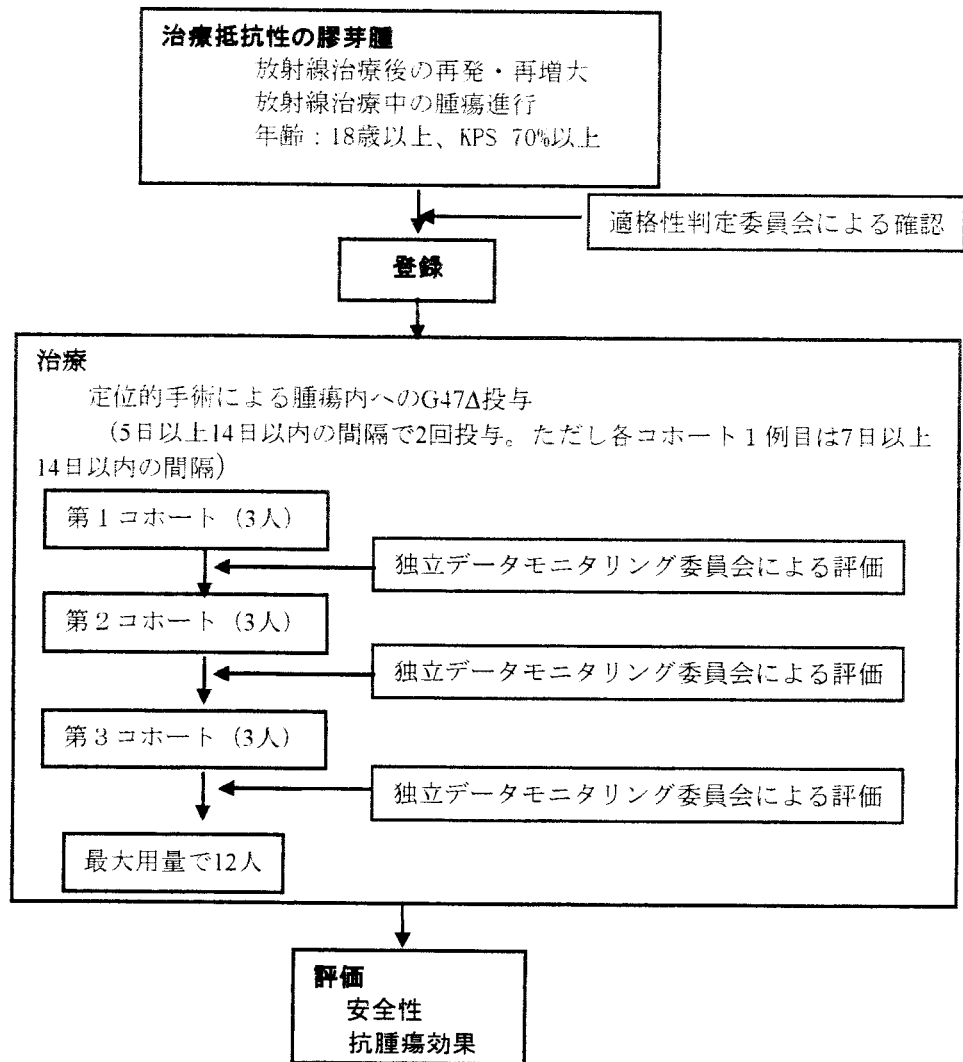 治療抵抗性の膠芽腫
放射線治療後の再発・再増大
放射線治療中の腫瘍進行
年齢：18歳以上、KPS 70%以上
適格性判定委員会による確認
登録
治療
定位的手術による腫瘍内へのG47Δ投与
(5日以上14日以内の間隔で2回投与。ただし各コホート1例目は7日以上
14日以内の間隔)
第1コホート (3人)
独立データモニタリング委員会による評価
第2コホート (3人)
独立データモニタリング委員会による評価
第3コホート (3人)
独立データモニタリング委員会による評価
最大用量で12人
評価
安全性
抗腫瘍効果